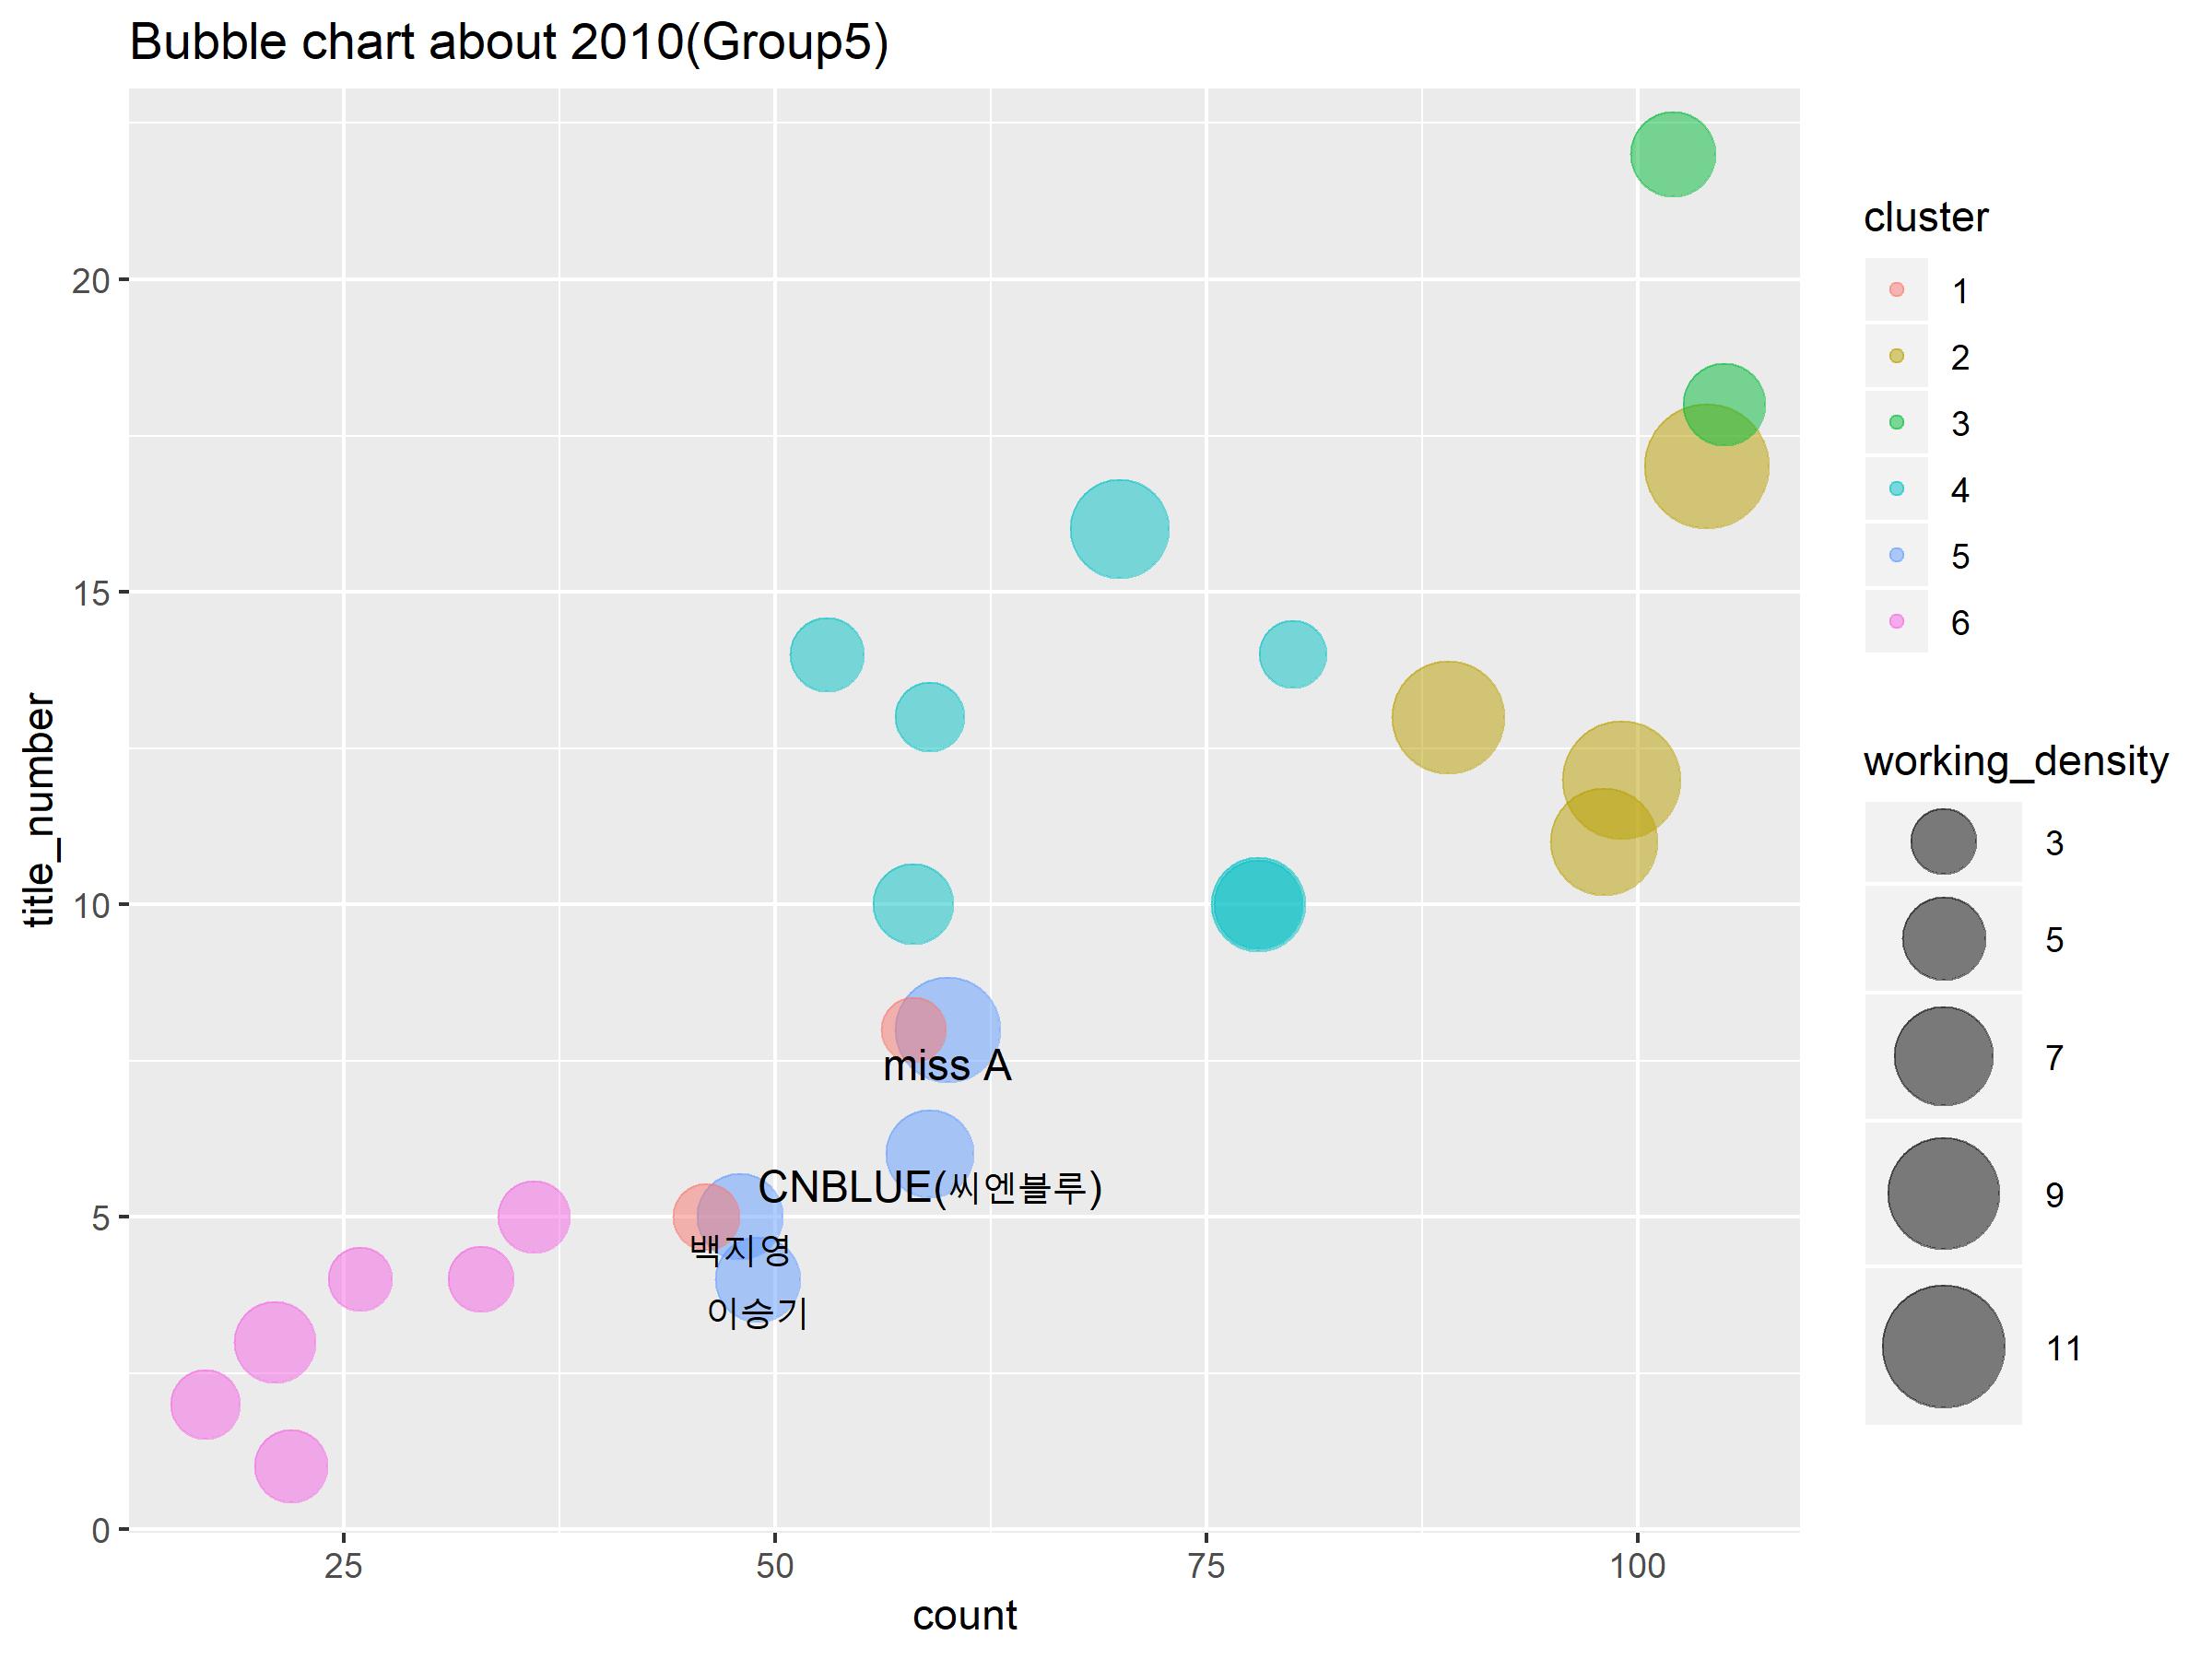 Bubble chart about 2010(Group5)
title_number
20
15
10
5
0
miss A
CNBLUE(씨엔블루)
백지영
이승기
25
50
75
100
count
cluster
1
2
3
4
5
6
working_density
3
5
7
9
11